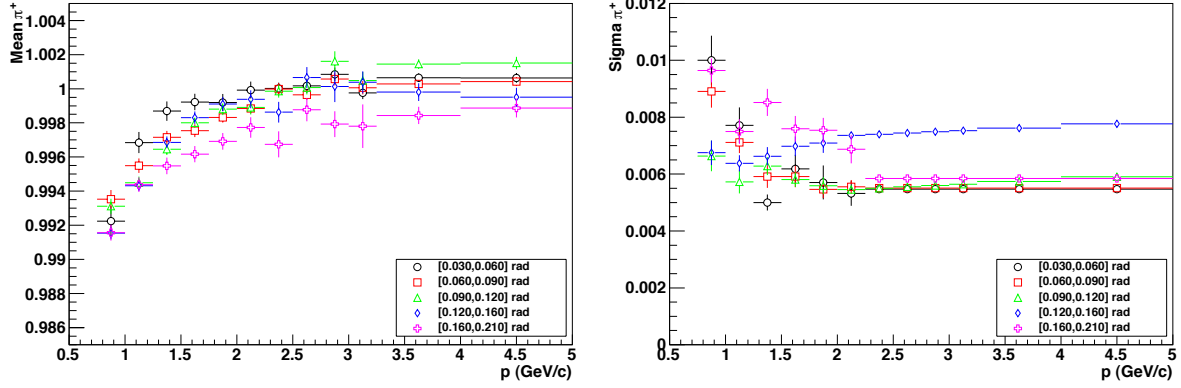 Mean π⁺
1.004
1.002
1
0.998
0.996
0.994
0.992
0.99
0.988
0.986
[0.030,0.060] rad
[0.060,0.090] rad
[0.090,0.120] rad
[0.120,0.160] rad
[0.160,0.210] rad
0.5 1 1.5 2 2.5 3 3.5 4 4.5 5
p (GeV/c)
Sigma π⁺
0.012
0.01
0.008
0.006
0.004
0.002
0
[0.030,0.060] rad
[0.060,0.090] rad
[0.090,0.120] rad
[0.120,0.160] rad
[0.160,0.210] rad
0.5 1 1.5 2 2.5 3 3.5 4 4.5 5
p (GeV/c)